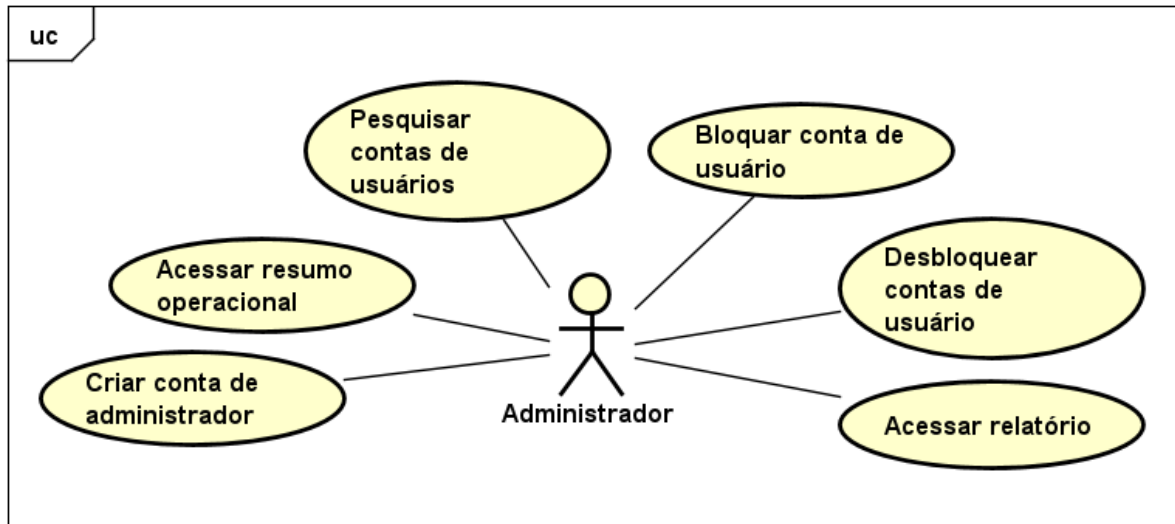 uc
Pesquisar
contas de
usuários
Bloquar conta de
usuário
Acessar resumo
operacional
Desbloquear
contas de
usuário
Criar conta de
administrador
Administrador
Acessar relatório